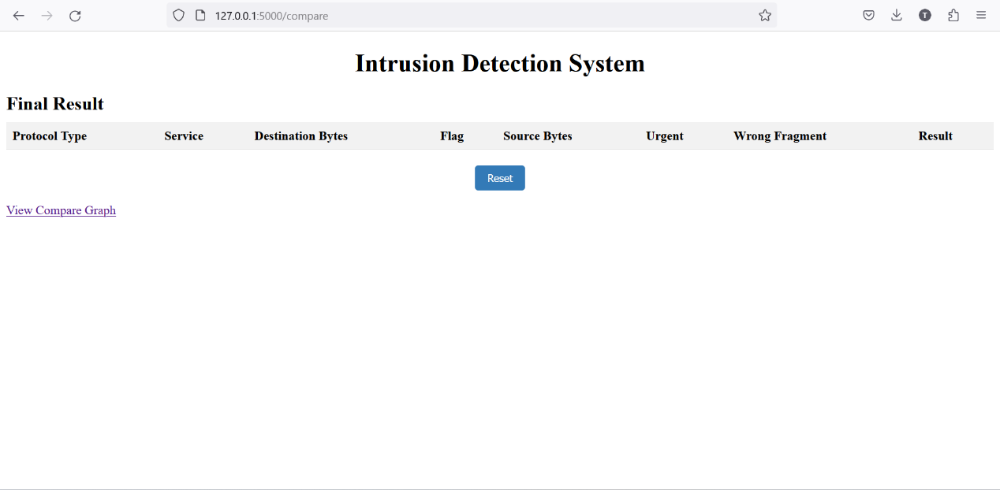 127.0.0.1:5000/compare
T
Intrusion Detection System
Final Result
Protocol Type Service Destination Bytes Flag Source Bytes Urgent Wrong Fragment Result
Reset
View Compare Graph